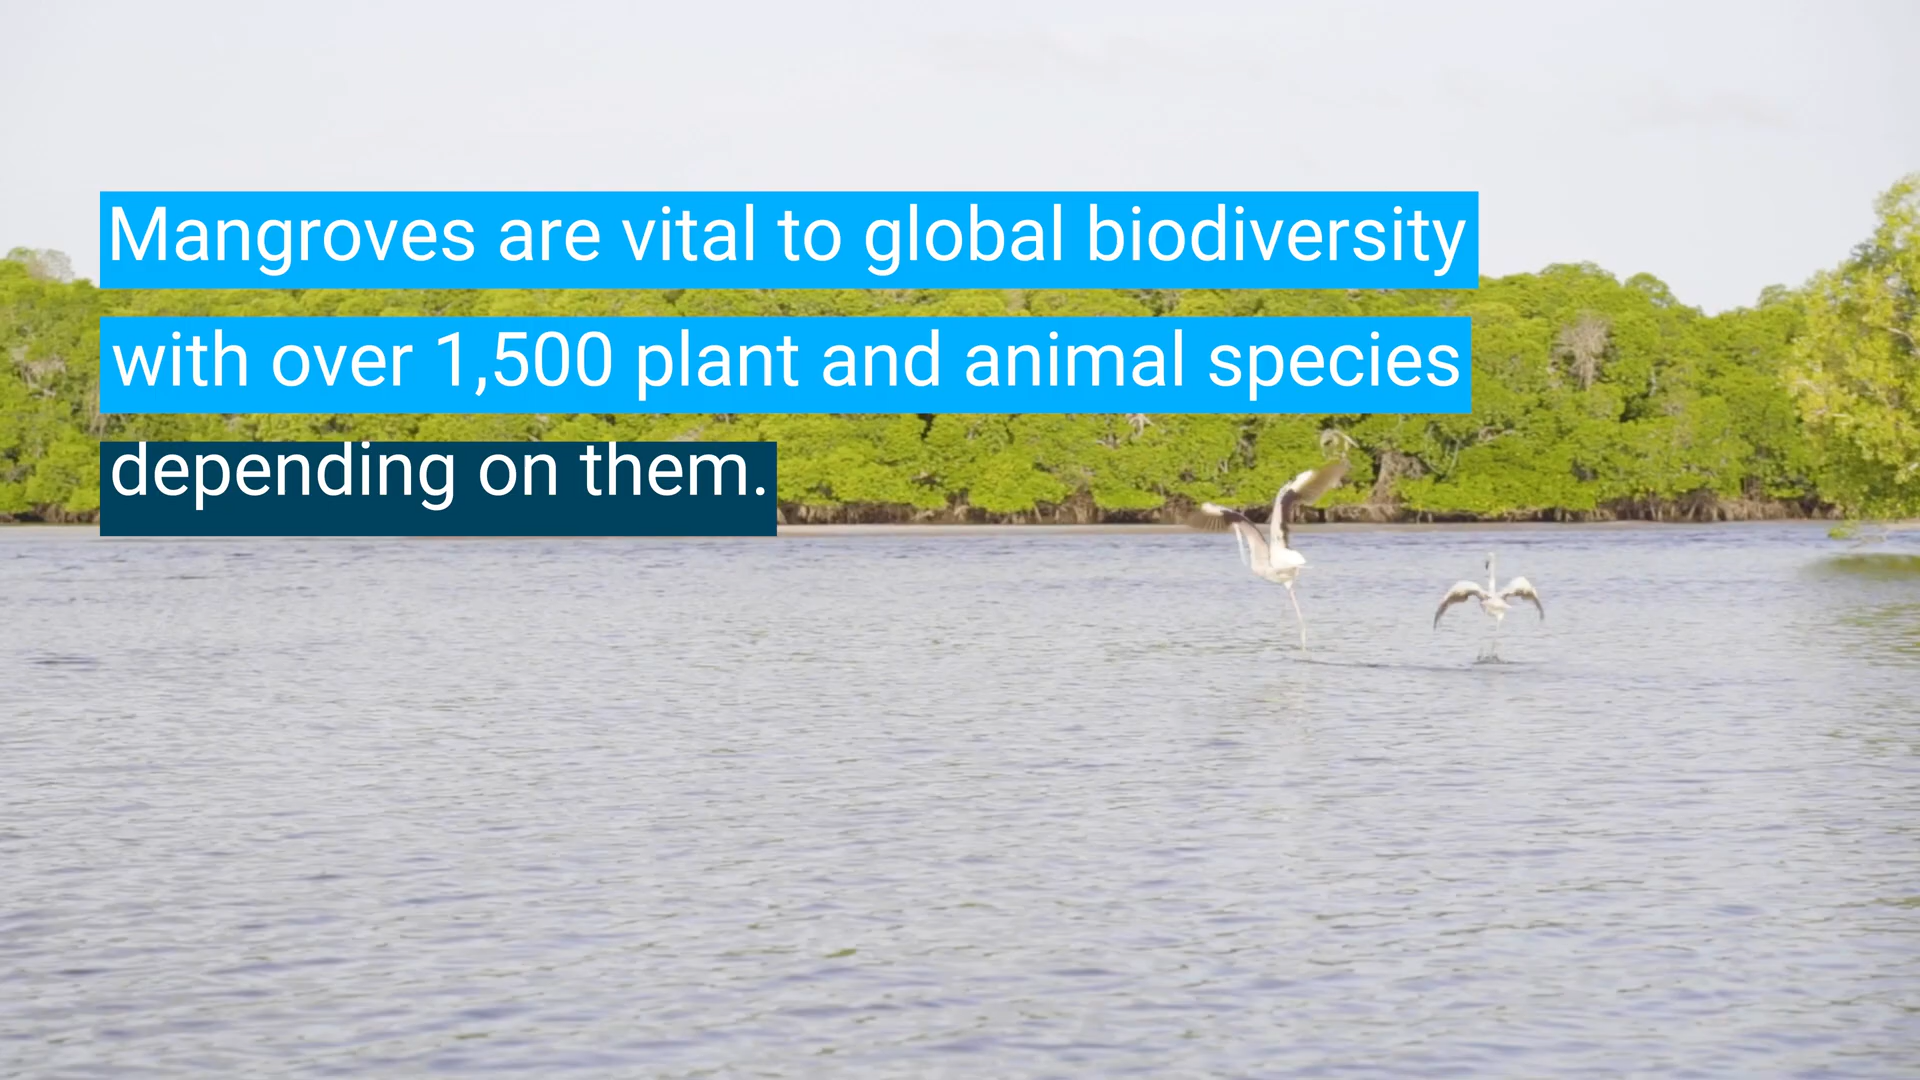 Mangroves are vital to global biodiversity
with over 1,500 plant and animal species
depending on them.